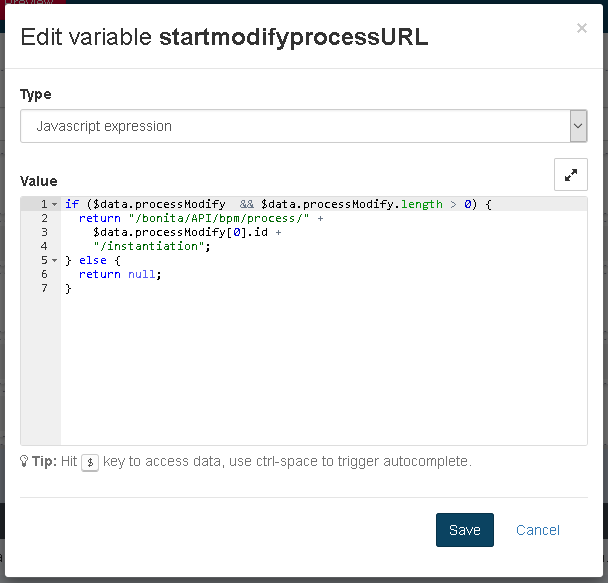 Preview
Edit variable startmodifyprocessURL
×
Type
Javascript expression
Value
1 if ($data.processModify  && $data.processModify.length > 0) {
2   return "/bonita/API/bpm/process/" +
3     $data.processModify[0].id +
4     "/instantiation";
5 } else {
6   return null;
7 }
Tip: Hit $ key to access data, use ctrl-space to trigger autocomplete.
Save
Cancel